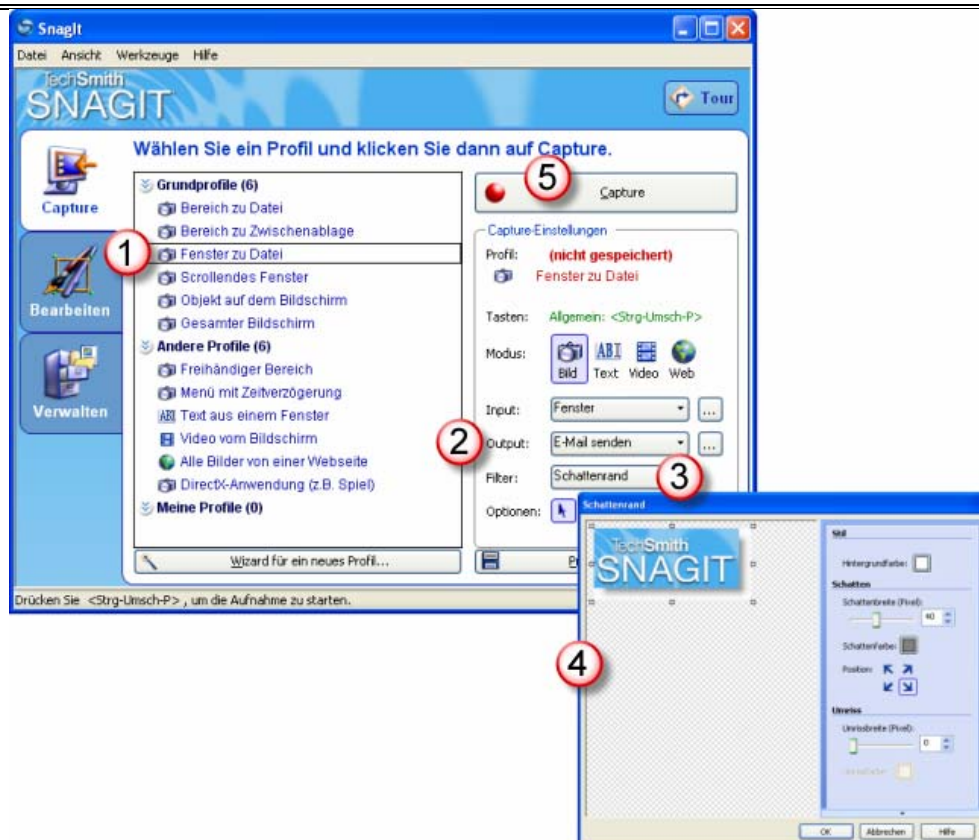 SnagIt
Datei Ansicht Werkzeuge Hilfe
TechSmith
SNAGIT
Tour
Wählen Sie ein Profil und klicken Sie dann auf Capture.
Capture
Bearbeiten
Verwalten
1
Grundprofile (6)
Bereich zu Datei
Bereich zu Zwischenablage
Fenster zu Datei
Scrollendes Fenster
Objekt auf dem Bildschirm
Gesamter Bildschirm
Andere Profile (6)
Freihändiger Bereich
Menü mit Zeitverzögerung
ABI Text aus einem Fenster
Video vom Bildschirm
Alle Bilder von einer Webseite
DirectX-Anwendung (z.B. Spiel)
Meine Profile (0)
Wizard für ein neues Profil...
5
Capture
Capture-Einstellungen
Profil: (nicht gespeichert)
Fenster zu Datei
Tasten: Allgemein: <Strg-Umsch-P>
Modus:
ABI
Bild Text Video Web
Input: Fenster ...
2
Output: E-Mail senden ...
Filter: Schattenrand
3
Optionen:
Drücken Sie <Strg-Umsch-P> , um die Aufnahme zu starten.
Schattenrand
TechSmith
SNAGIT
4
Stil
Hintergrundfarbe:
Schatten
Schattenbreite (Pixel):
40
Schattenfarbe:
Position:
Umriss
Umrissbreite (Pixel):
0
OK Abbrechen Hilfe